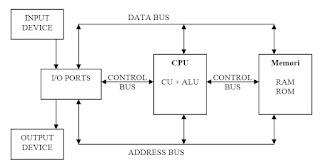 INPUT
DEVICE
DATA BUS
I/O PORTS
CONTROL
BUS
CPU
CU + ALU
CONTROL
BUS
Memori
RAM
ROM
OUTPUT
DEVICE
ADDRESS BUS